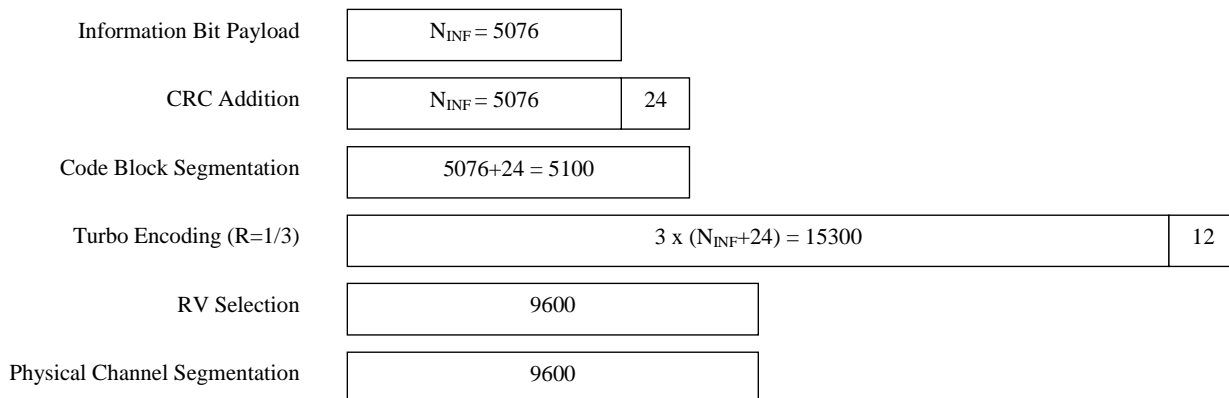 Information Bit Payload
N_INF = 5076
CRC Addition
N_INF = 5076
24
Code Block Segmentation
5076+24 = 5100
Turbo Encoding (R=1/3)
3 x (N_INF+24) = 15300
12
RV Selection
9600
Physical Channel Segmentation
9600